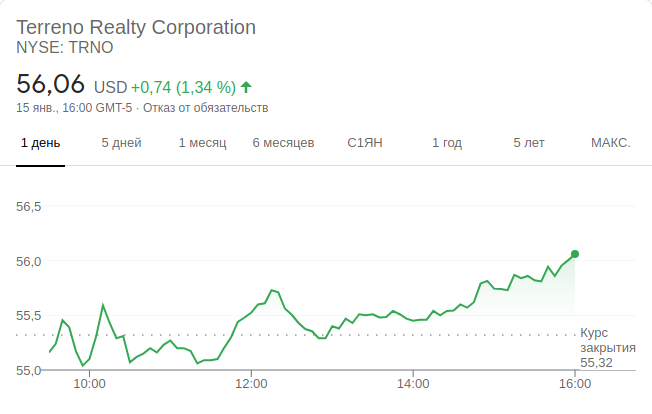 Terreno Realty Corporation
NYSE: TRNO
56,06 USD +0,74 (1,34 %)
15 янв., 16:00 GMT-5 · Отказ от обязательств
1 день 5 дней 1 месяц 6 месяцев С1ЯН 1 год 5 лет МАКС.
56,5
56,0
55,5
Курс
закрытия
55,32
55,0
10:00 12:00 14:00 16:00